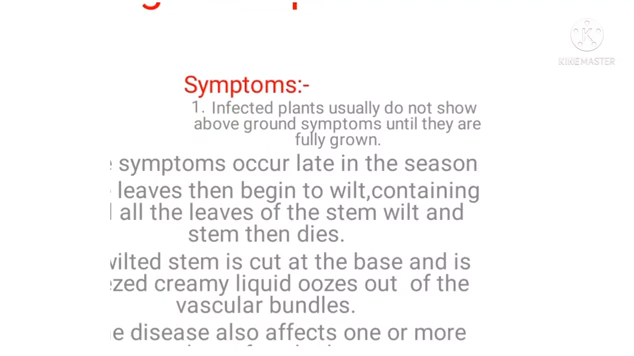 Symptoms:-
1. Infected plants usually do not show
above ground symptoms until they are
fully grown.
symptoms occur late in the season
leaves then begin to wilt,containing
all the leaves of the stem wilt and
stem then dies.
wilted stem is cut at the base and is
creamy liquid oozes out of the
vascular bundles.
disease also affects one or more
KINEMASTER